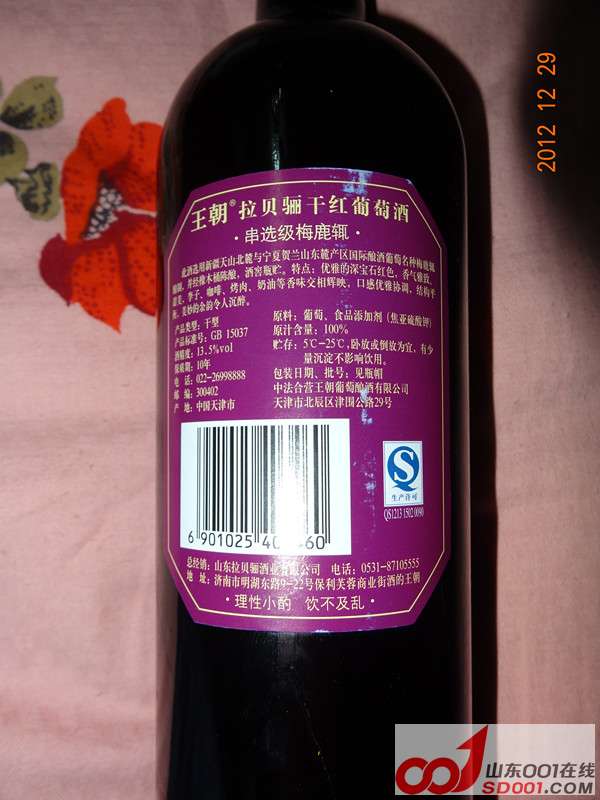 2012 12 29
王朝® 拉贝骊干红葡萄酒
·串选级梅鹿辄·
此酒选用新疆天山北麓与宁夏贺兰山东麓产区国际酿酒葡萄名种梅鹿辄
酿制，并经橡木桶陈酿，酒窖瓶贮。特点：优雅的深宝石红色，香气雅致，
甜美，李子、咖啡、烤肉、奶油等香味交相辉映，口感优雅协调，结构平
衡，美妙的余韵令人沉醉。
产品类型：干型
产品标准号：GB 15037
酒精度：13.5%vol
保质期：10年
电 话：022-26998888
邮 编：300402
产 地：中国天津市
原料：葡萄、食品添加剂（焦亚硫酸钾）
原汁含量：100%
贮存：5℃-25℃，卧放或倒放为宜，有少
量沉淀不影响饮用。
包装日期、批号：见瓶帽
中法合营王朝葡萄酿酒有限公司
天津市北辰区津围公路29号
生产许可
QS1213 1502 0090
6 901025 40 60
总经销：山东拉贝骊酒业有限公司 电话：0531-87105555
地 址：济南市明湖东路9-22号保利芙蓉商业街酒的王朝
·理性小酌 饮不及乱·
山东001在线
SD001.COM